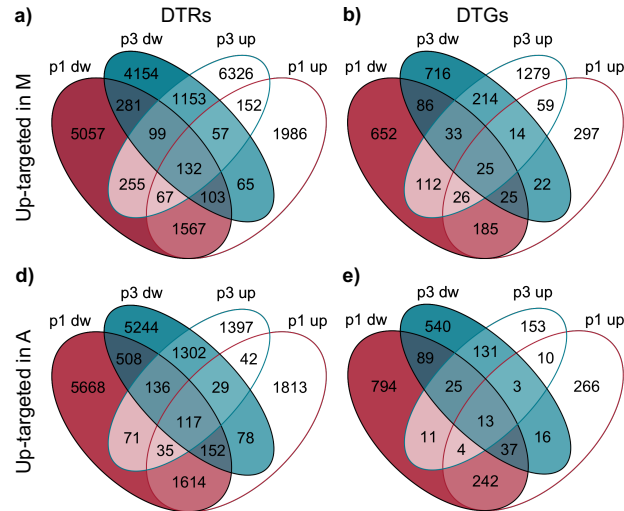 DTRs
DTGs
a)
b)
p3 dw
p3 up
p1 dw
p1 up
4154
6326
281
1153
152
5057
99
57
1986
132
255
67
103
65
1567
p3 dw
p3 up
p1 dw
p1 up
716
1279
86
214
59
652
33
14
297
25
112
26
25
22
185
Up-targeted in M
d)
e)
p3 dw
p3 up
p1 dw
p1 up
5244
1397
508
1302
42
5668
136
29
1813
117
71
35
152
78
1614
p3 dw
p3 up
p1 dw
p1 up
540
153
89
131
10
794
25
3
266
13
11
4
37
16
242
Up-targeted in A